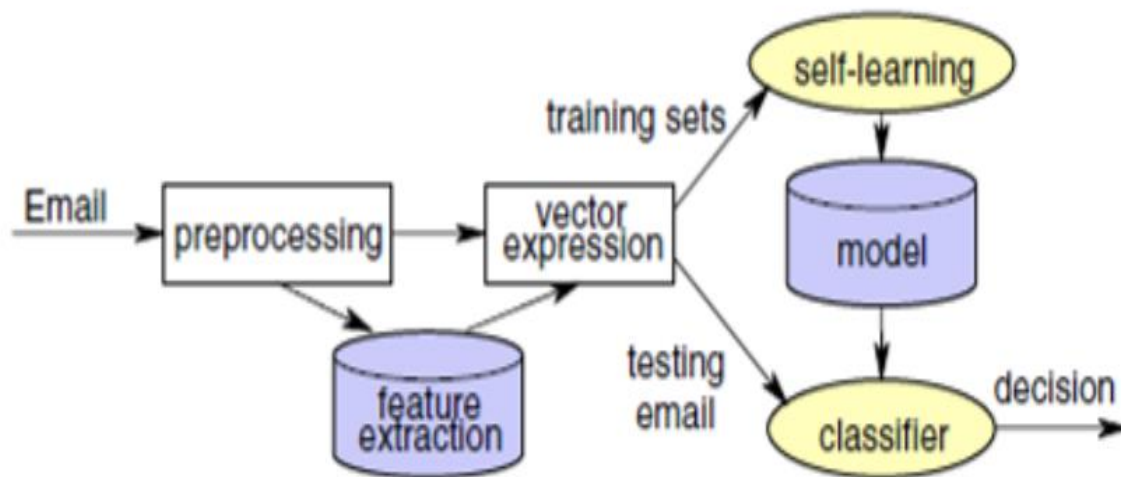 self-learning
training sets
Email
preprocessing
vector
expression
model
feature
extraction
testing
email
classifier
decision